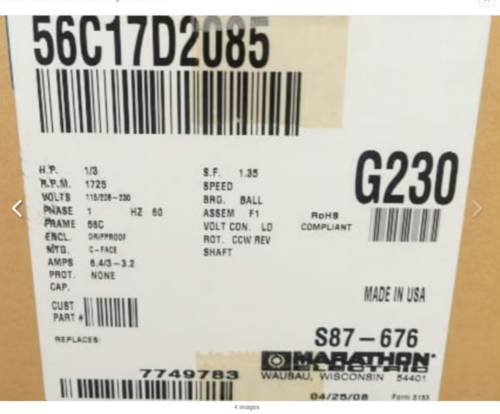 56C17D2085
H.P. 1/3
R.P.M. 1725
VOLTS 115/208-230
PHASE 1 HZ 60
FRAME 56C
ENCL. DRIPPROOF
MTG. C-FACE
AMPS 6.4/3-3.2
PROT. NONE
CAP.
CUST
PART #
REPLACES:
S.F. 1.35
SPEED
BRG. BALL
ASSEM F1
VOLT CON. LO
ROT. CCW REV
SHAFT
RoHS
COMPLIANT
G230
MADE IN USA
S87-676
MARATHON
ELECTRIC
WAUSAU, WISCONSIN 54401
7749783
04/25/08 Form 5153
4 images